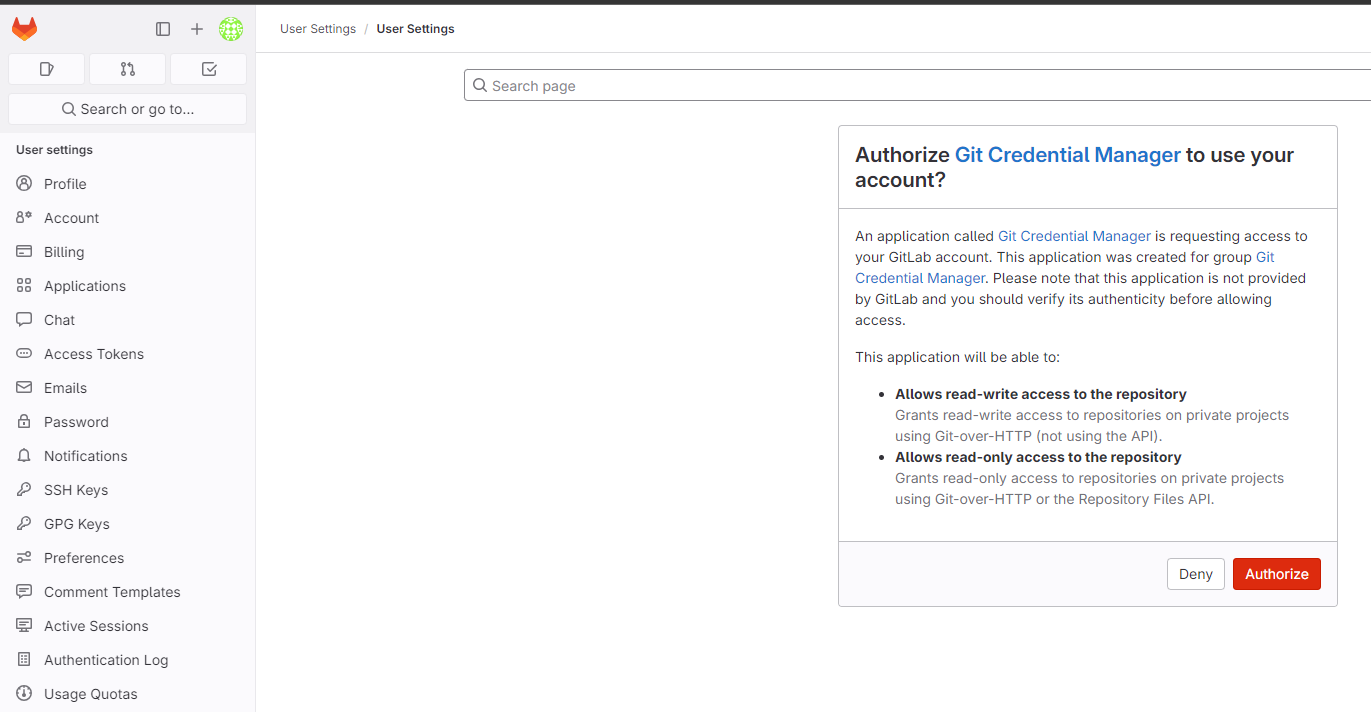 User Settings / User Settings
Search or go to...
User settings
Profile
Account
Billing
Applications
Chat
Access Tokens
Emails
Password
Notifications
SSH Keys
GPG Keys
Preferences
Comment Templates
Active Sessions
Authentication Log
Usage Quotas
Search page
Authorize Git Credential Manager to use your
account?
An application called Git Credential Manager is requesting access to
your GitLab account. This application was created for group Git
Credential Manager. Please note that this application is not provided
by GitLab and you should verify its authenticity before allowing
access.
This application will be able to:
• Allows read-write access to the repository
Grants read-write access to repositories on private projects
using Git-over-HTTP (not using the API).
• Allows read-only access to the repository
Grants read-only access to repositories on private projects
using Git-over-HTTP or the Repository Files API.
Deny Authorize